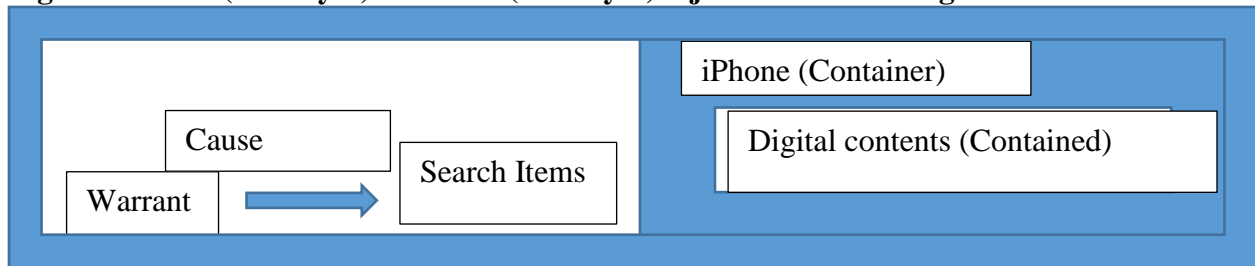 iPhone (Container)
Cause
Digital contents (Contained)
Search Items
Warrant